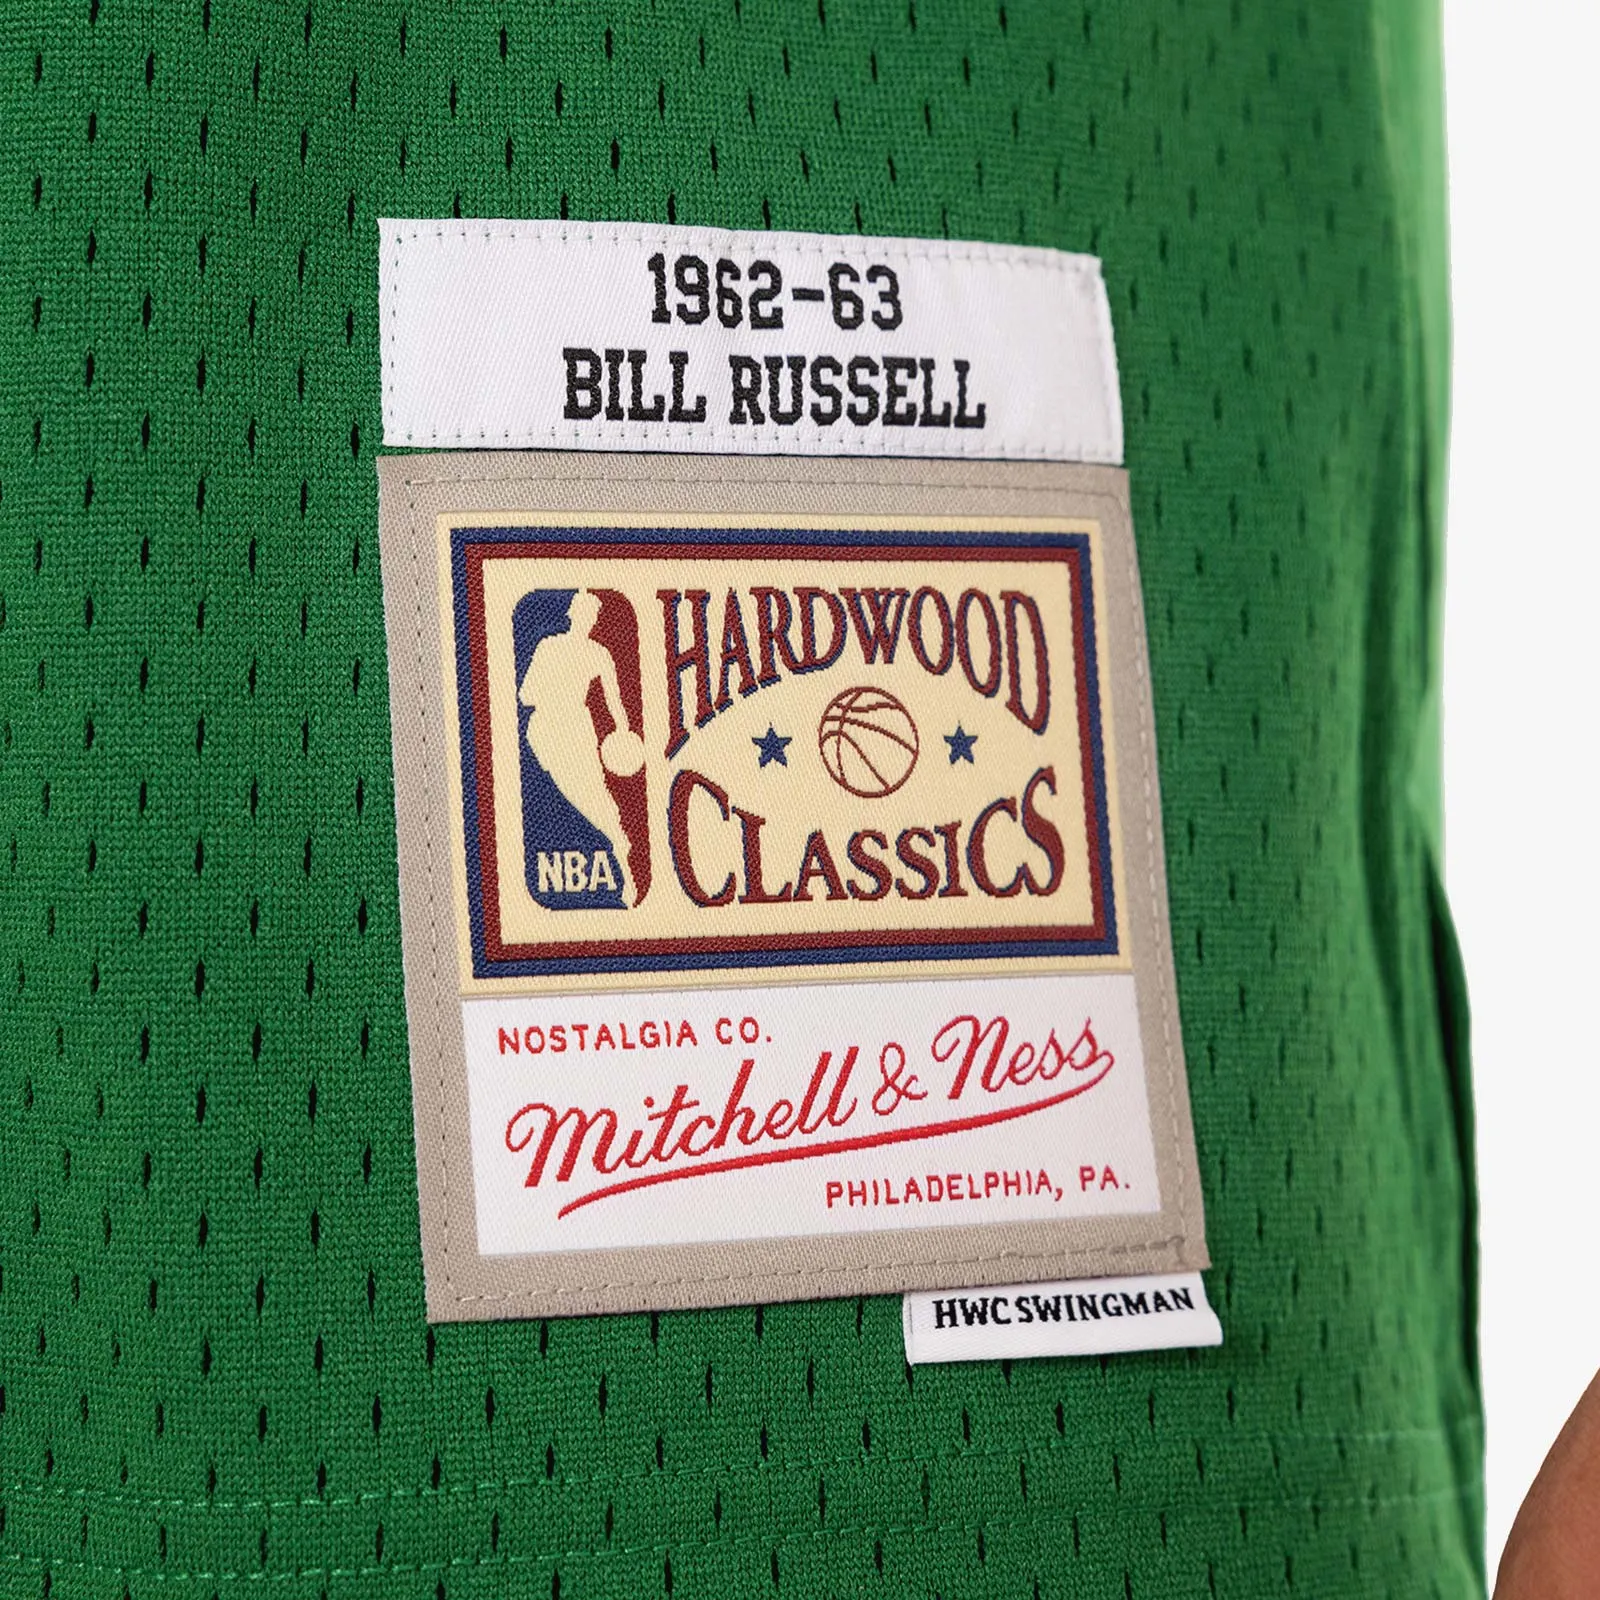 1962-63
BILL RUSSELL
HARDWOOD
CLASSICS
NBA
NOSTALGIA CO.
Mitchell & Ness
PHILADELPHIA, PA.
HWC SWINGMAN